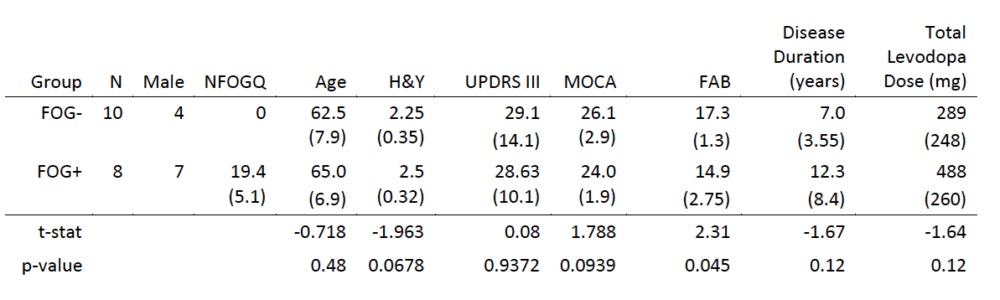 Disease Total
Duration Levodopa
Group N Male NFOGQ Age H&Y UPDRS III MOCA FAB (years) Dose (mg)
FOG- 10 4 0 62.5 2.25 29.1 26.1 17.3 7.0 289
(7.9) (0.35) (14.1) (2.9) (1.3) (3.55) (248)
FOG+ 8 7 19.4 65.0 2.5 28.63 24.0 14.9 12.3 488
(5.1) (6.9) (0.32) (10.1) (1.9) (2.75) (8.4) (260)
t-stat -0.718 -1.963 0.08 1.788 2.31 -1.67 -1.64
p-value 0.48 0.0678 0.9372 0.0939 0.045 0.12 0.12